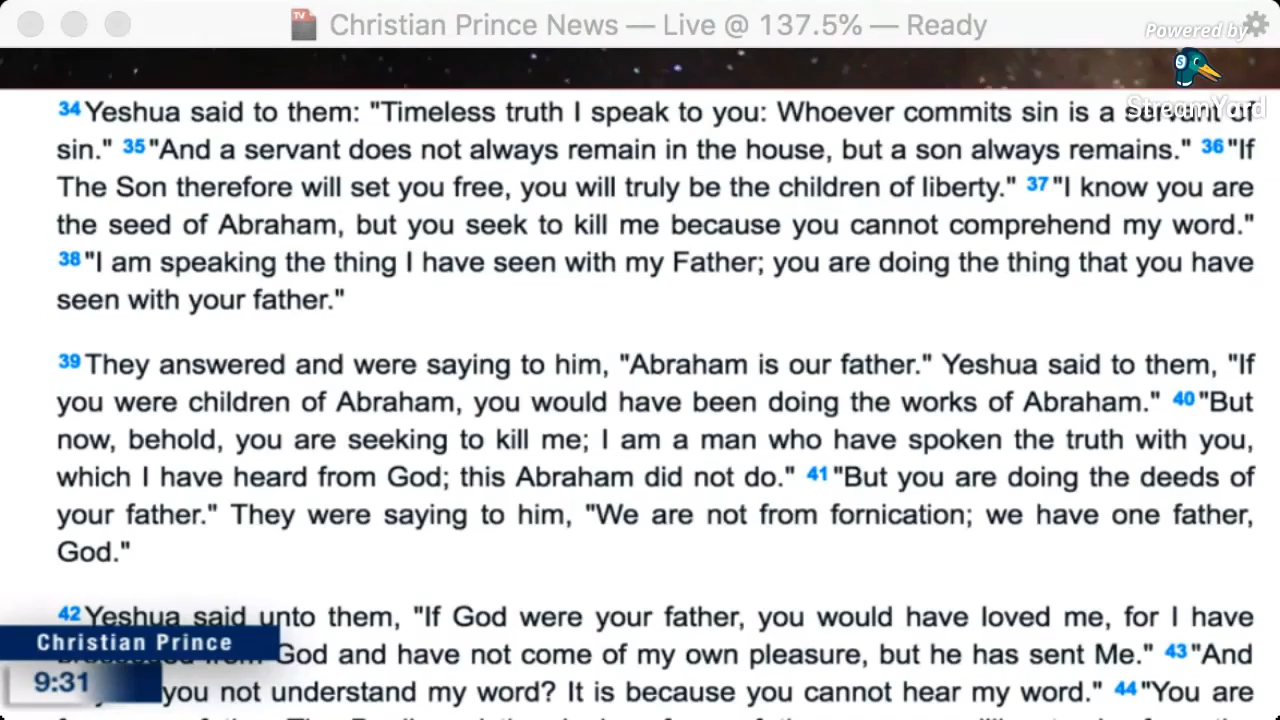 Christian Prince News — Live @ 137.5% — Ready
Powered by
StreamYard
34 Yeshua said to them: "Timeless truth I speak to you: Whoever commits sin is a servant of
sin." 35 "And a servant does not always remain in the house, but a son always remains." 36 "If
The Son therefore will set you free, you will truly be the children of liberty." 37 "I know you are
the seed of Abraham, but you seek to kill me because you cannot comprehend my word."
38 "I am speaking the thing I have seen with my Father; you are doing the thing that you have
seen with your father."
39 They answered and were saying to him, "Abraham is our father." Yeshua said to them, "If
you were children of Abraham, you would have been doing the works of Abraham." 40 "But
now, behold, you are seeking to kill me; I am a man who have spoken the truth with you,
which I have heard from God; this Abraham did not do." 41 "But you are doing the deeds of
your father." They were saying to him, "We are not from fornication; we have one father,
God."
42 Yeshua said unto them, "If God were your father, you would have loved me, for I have
God and have not come of my own pleasure, but he has sent Me." 43 "And
you not understand my word? It is because you cannot hear my word." 44 "You are
Christian Prince
9:31